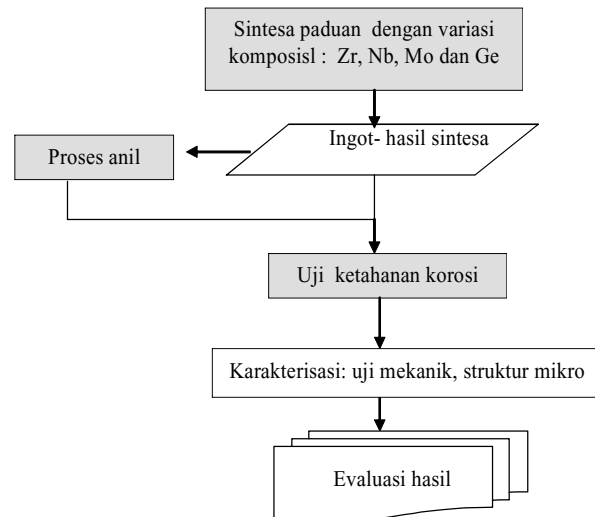 Sintesa paduan dengan variasi
komposisl : Zr, Nb, Mo dan Ge
Ingot- hasil sintesa
Proses anil
Uji ketahanan korosi
Karakterisasi: uji mekanik, struktur mikro
Evaluasi hasil